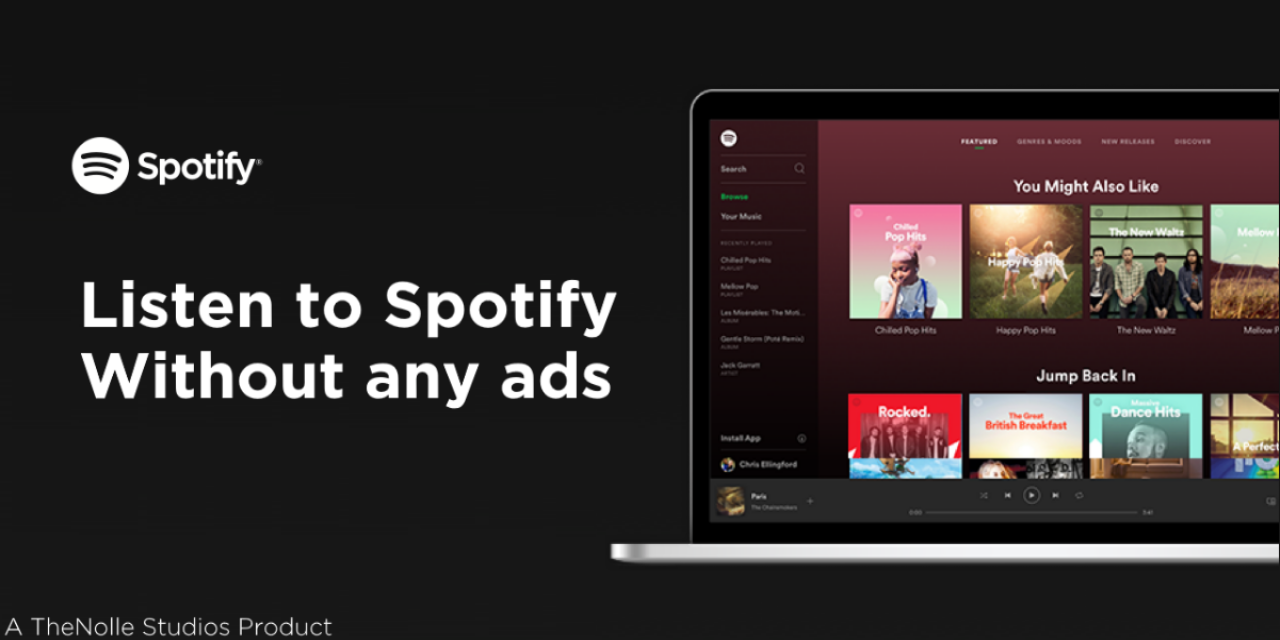 Spotify®
Listen to Spotify
Without any ads
A TheNolle Studios Product
Search
Browse
Your Music
RECENTLY PLAYED
Chilled Pop Hits
PLAYLIST
Mellow Pop
PLAYLIST
Les Misérables: The Moti...
ALBUM
Gentle Storm (Poté Remix)
ALBUM
Jack Garratt
ARTIST
Install App
Chris Ellingford
FEATURED GENRES & MOODS NEW RELEASES DISCOVER
You Might Also Like
Chilled
Pop Hits
Happy Pop Hits
The New Waltz
Mellow
Chilled Pop Hits
Happy Pop Hits
The New Waltz
Mellow P
Jump Back In
Rocked.
The Great
British Breakfast
Massive
Dance Hits
A Perfect
Paris
The Chainsmokers
0:00
3:41